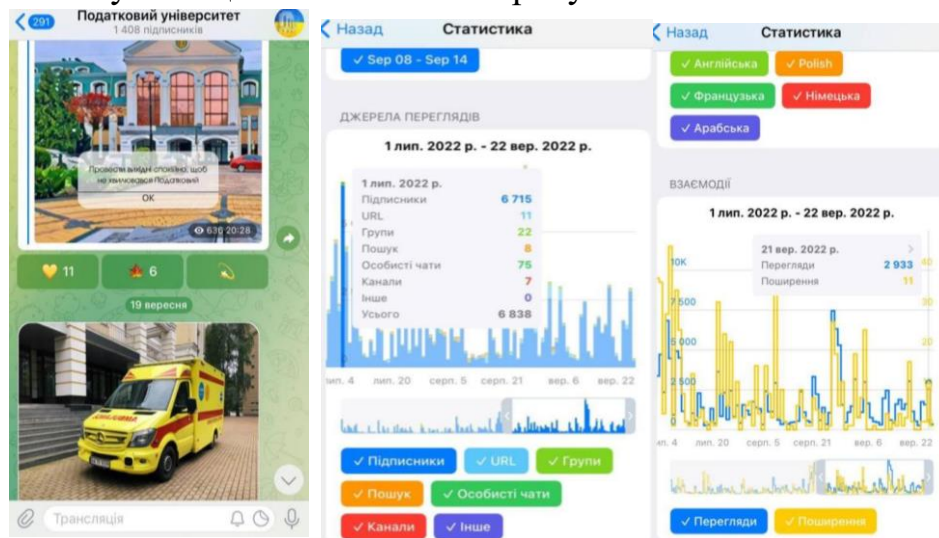 291
Податковий університет
1 408 підписників
Провести вихідні спокійно, щоб
не хвилювався Податковий
OK
630 20:28
11
6
19 вересня
AMBULANCE
Трансляція
Назад
Статистика
✓ Sep 08 - Sep 14
ДЖЕРЕЛА ПЕРЕГЛЯДІВ
1 лип. 2022 р. - 22 вер. 2022 р.
1 лип. 2022 р.
Підписники 6 715
URL 11
Групи 22
Пошук 8
Особисті чати 75
Канали 7
Інше 0
Усього 6 838
лип. 4 лип. 20 серп. 5 серп. 21 вер. 6 вер. 22
✓ Підписники ✓ URL ✓ Групи
✓ Пошук ✓ Особисті чати
✓ Канали ✓ Інше
Назад
Статистика
✓ Англійська ✓ Polish
✓ Французька ✓ Німецька
✓ Арабська
ВЗАЄМОДІЇ
1 лип. 2022 р. - 22 вер. 2022 р.
21 вер. 2022 р.
Перегляди 2 933
Поширення 11
10K 40
7 500 30
5 000 20
2 500
0
лип. 4 лип. 20 серп. 5 серп. 21 вер. 6 вер. 22
✓ Перегляди ✓ Поширення